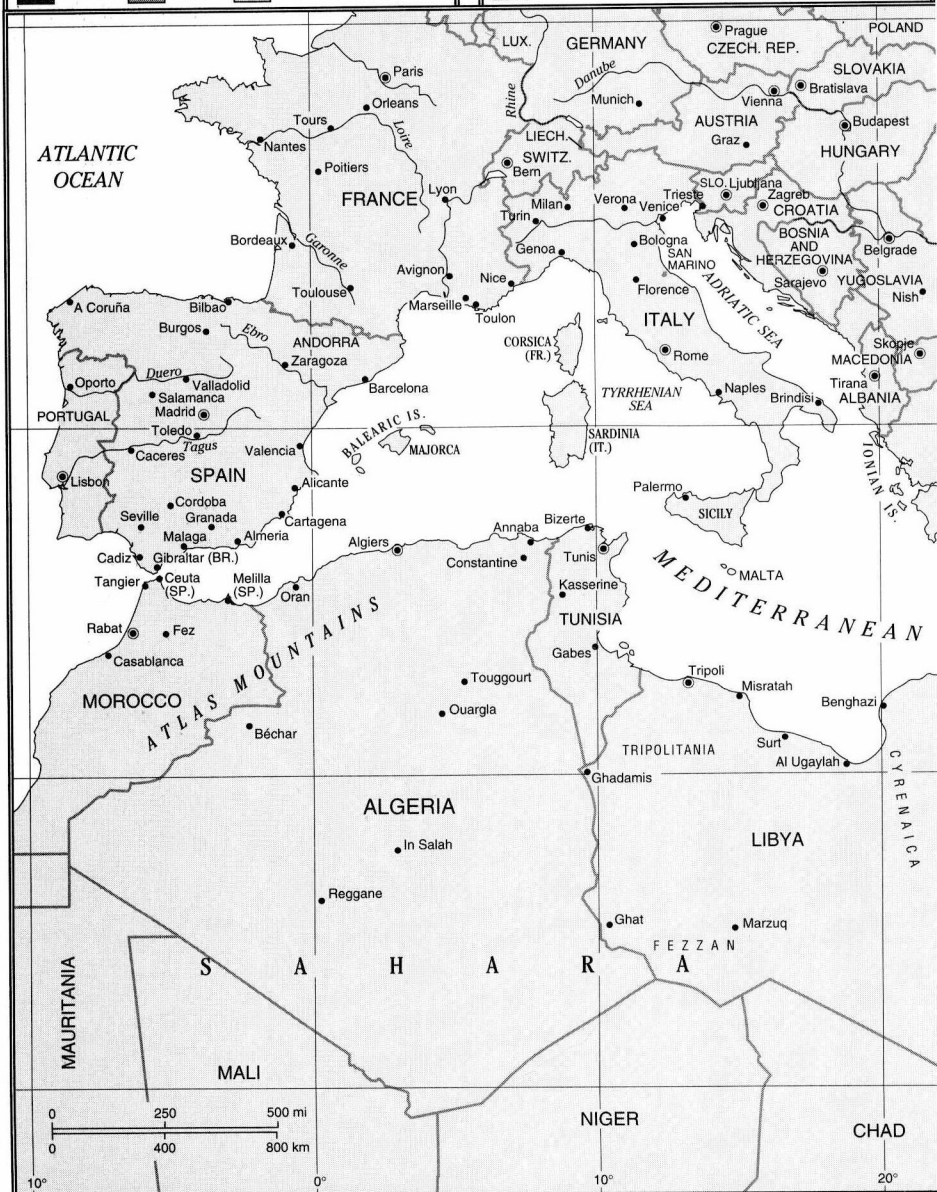 LUX.
GERMANY
Prague
CZECH. REP.
POLAND
Paris
Rhine
Danube
SLOVAKIA
Orleans
Munich
Vienna
Bratislava
Tours
Loire
AUSTRIA
Budapest
Nantes
LIECH.
Graz
ATLANTIC
OCEAN
Poitiers
SWITZ.
Bern
HUNGARY
FRANCE
Lyon
Milan
Verona
Venice
Trieste
SLO.
Ljubljana
Zagreb
CROATIA
Turin
Bordeaux
Garonne
Genoa
Bologna
SAN
MARINO
BOSNIA
AND
HERZEGOVINA
Belgrade
Avignon
Nice
Toulouse
Florence
Sarajevo
YUGOSLAVIA
Nish
A Coruña
Bilbao
Marseille
Toulon
ADRIATIC SEA
Burgos
Ebro
ANDORRA
CORSICA
(FR.)
ITALY
Skopje
Zaragoza
Rome
MACEDONIA
Oporto
Duero
Valladolid
Salamanca
Barcelona
TYRRHENIAN
SEA
Naples
Brindisi
Tirana
ALBANIA
PORTUGAL
Madrid
Toledo
Tagus
BALEARIC IS.
MAJORCA
SARDINIA
(IT.)
IONIAN IS.
Caceres
Valencia
Lisbon
SPAIN
Alicante
Palermo
Cordoba
SICILY
Seville
Granada
Cartagena
Malaga
Almeria
Algiers
Annaba
Bizerte
Cadiz
Gibraltar (BR.)
Constantine
Tunis
MEDITERRANEAN
Tangier
Ceuta
(SP.)
Melilla
(SP.)
Oran
Kasserine
MALTA
TUNISIA
Rabat
Fez
Casablanca
ATLAS MOUNTAINS
Gabes
Tripoli
Misratah
MOROCCO
Touggourt
Ouargla
Benghazi
Béchar
TRIPOLITANIA
Surt
Al Ugaylah
Ghadamis
CYRENAICA
ALGERIA
LIBYA
In Salah
Reggane
Ghat
Marzuq
FEZZAN
SAHARA
MAURITANIA
MALI
NIGER
CHAD
0 250 500 mi
0 400 800 km
10° 0° 10° 20°